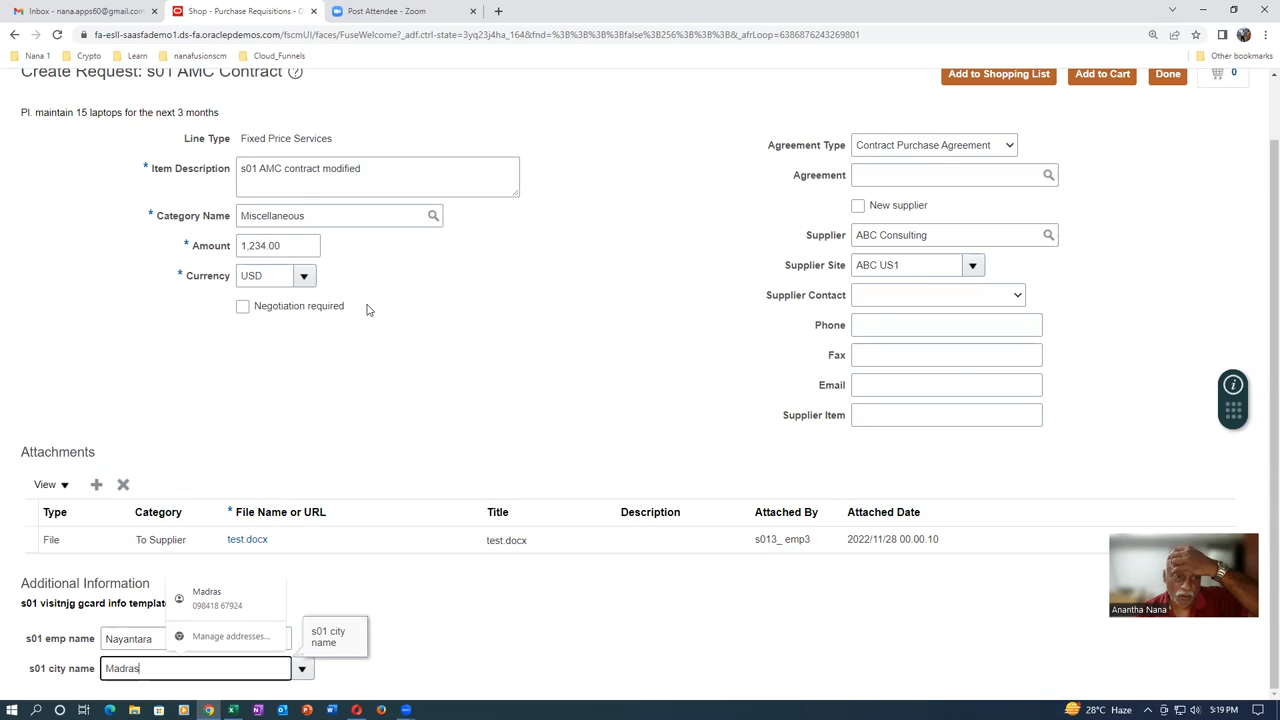 Inbox - nana.apps60@gmail.com
Shop - Purchase Requisitions - C
Post Attendee - Zoom
fa-esll-saasfademo1.ds-fa.oraclepdemos.com/fscmUI/faces/FuseWelcome?_adf.ctrl-state=3yq23j4ha_164&fnd=%3B%3B%3B%3Bfalse%3B256%3B%3B%3B&_afrLoop=6386876243269801
Nana 1
Crypto
Learn
nanafusionscm
Cloud_Funnels
Other bookmarks
Create Request: s01 AMC Contract
Add to Shopping List
Add to Cart
Done
0
Pl. maintain 15 laptops for the next 3 months
Line Type Fixed Price Services
* Item Description s01 AMC contract modified
* Category Name Miscellaneous
* Amount 1,234.00
* Currency USD
Negotiation required
Agreement Type Contract Purchase Agreement
Agreement
New supplier
Supplier ABC Consulting
Supplier Site ABC US1
Supplier Contact
Phone
Fax
Email
Supplier Item
Attachments
View
Type Category * File Name or URL Title Description Attached By Attached Date
File To Supplier test.docx test.docx s013_ emp3 2022/11/28 00.00.10
Additional Information
s01 visitnjg gcard info templat
Madras
098418 67924
Manage addresses...
s01 city
name
s01 emp name Nayantara
s01 city name Madras
Anantha Nana
28°C Haze
5:19 PM